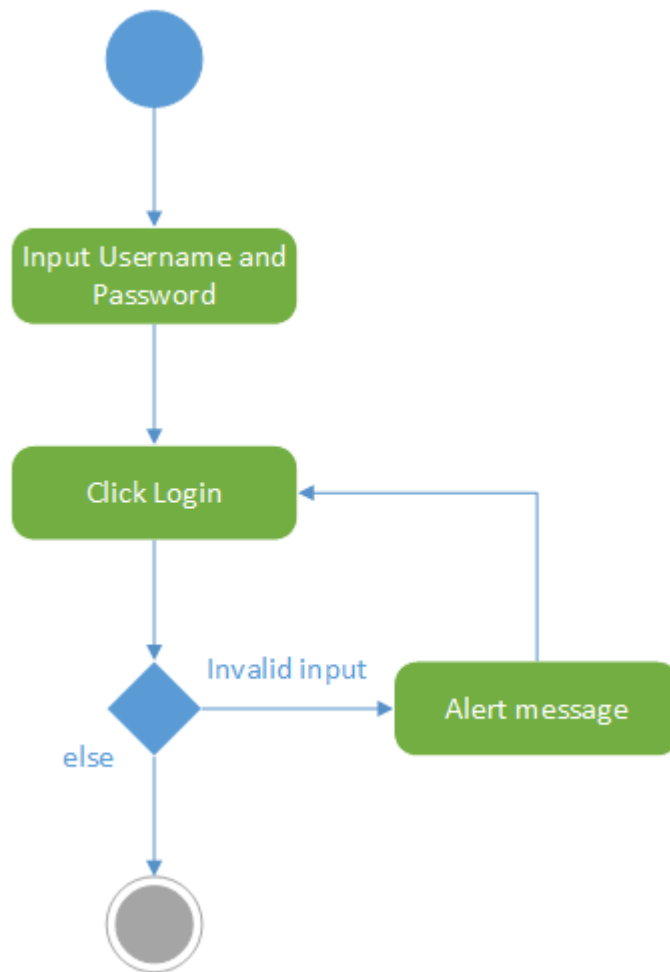 Input Username and
Password
Click Login
Invalid input
Alert message
else